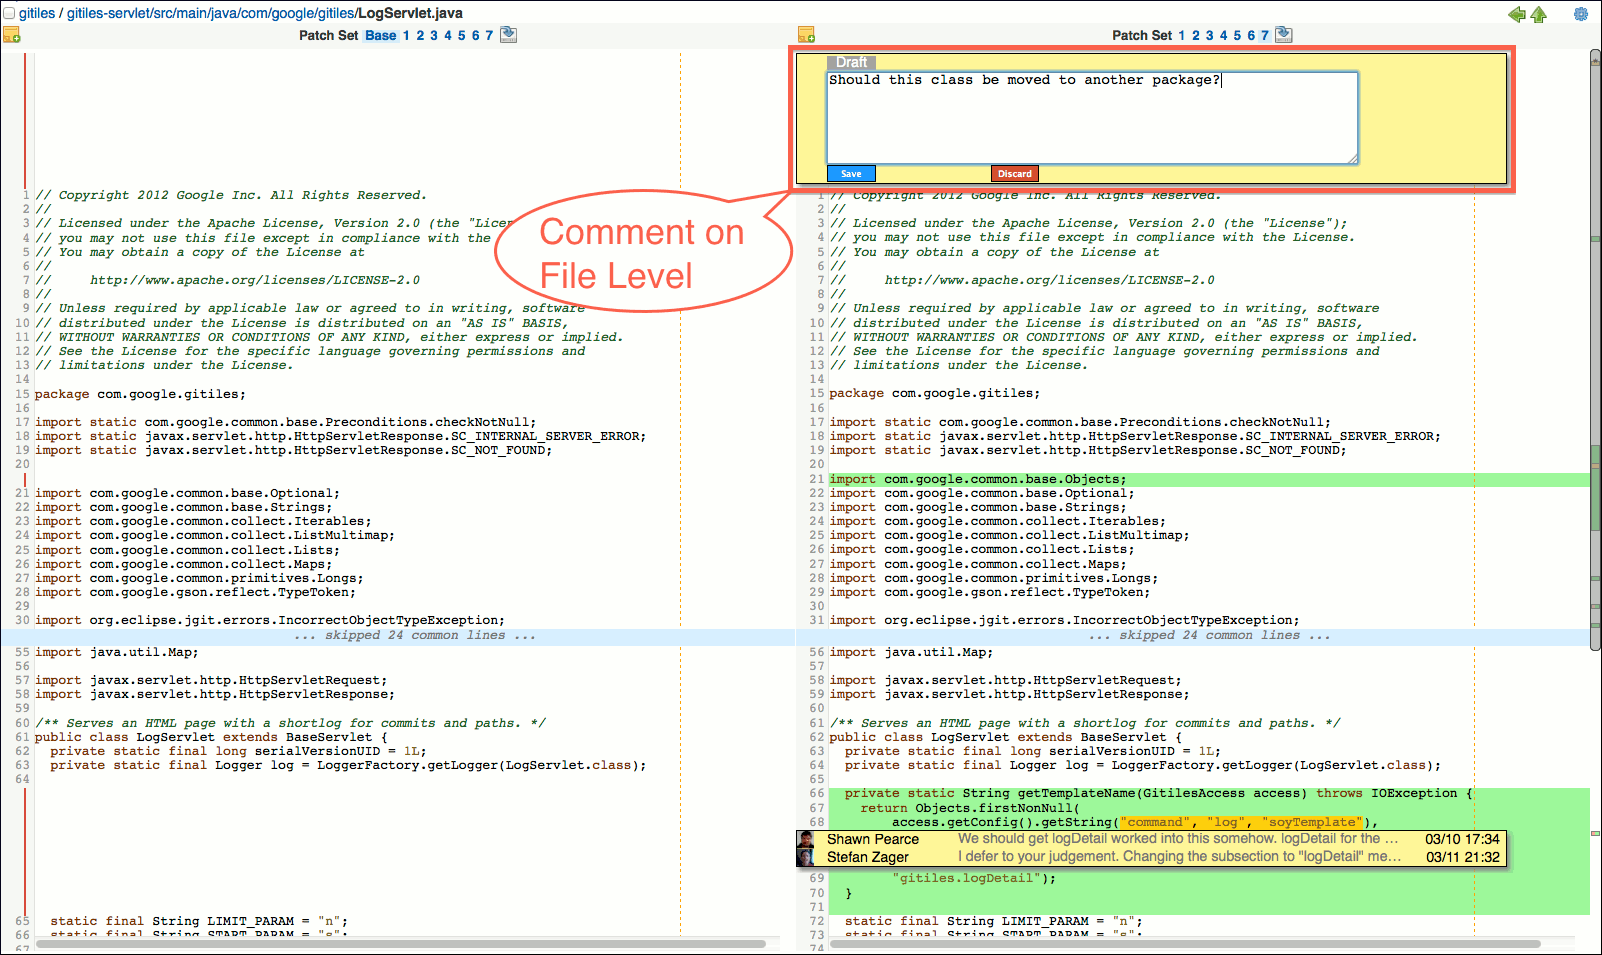 gitiles / gitiles-servlet/src/main/java/com/google/gitiles/LogServlet.java
Patch Set Base 1 2 3 4 5 6 7
Patch Set 1 2 3 4 5 6 7
Draft
Should this class be moved to another package?
Save Discard
Comment on
File Level
1 // Copyright 2012 Google Inc. All Rights Reserved.
2 //
3 // Licensed under the Apache License, Version 2.0 (the "Licen
4 // you may not use this file except in compliance with the
5 // You may obtain a copy of the License at
6 //
7 //     http://www.apache.org/licenses/LICENSE-2.0
8 //
9 // Unless required by applicable law or agreed to in writing, software
10 // distributed under the License is distributed on an "AS IS" BASIS,
11 // WITHOUT WARRANTIES OR CONDITIONS OF ANY KIND, either express or implied.
12 // See the License for the specific language governing permissions and
13 // limitations under the License.
14
15 package com.google.gitiles;
16
17 import static com.google.common.base.Preconditions.checkNotNull;
18 import static javax.servlet.http.HttpServletResponse.SC_INTERNAL_SERVER_ERROR;
19 import static javax.servlet.http.HttpServletResponse.SC_NOT_FOUND;
20
21 import com.google.common.base.Optional;
22 import com.google.common.base.Strings;
23 import com.google.common.collect.Iterables;
24 import com.google.common.collect.ListMultimap;
25 import com.google.common.collect.Lists;
26 import com.google.common.collect.Maps;
27 import com.google.common.primitives.Longs;
28 import com.google.gson.reflect.TypeToken;
29
30 import org.eclipse.jgit.errors.IncorrectObjectTypeException;
... skipped 24 common lines ...
55 import java.util.Map;
56
57 import javax.servlet.http.HttpServletRequest;
58 import javax.servlet.http.HttpServletResponse;
59
60 /** Serves an HTML page with a shortlog for commits and paths. */
61 public class LogServlet extends BaseServlet {
62   private static final long serialVersionUID = 1L;
63   private static final Logger log = LoggerFactory.getLogger(LogServlet.class);
64
65   static final String LIMIT_PARAM = "n";
66   static final String START_PARAM = "s";
67
1 // Copyright 2012 Google Inc. All Rights Reserved.
2 //
3 // Licensed under the Apache License, Version 2.0 (the "License");
4 // you may not use this file except in compliance with the License.
5 // You may obtain a copy of the License at
6 //
7 //     http://www.apache.org/licenses/LICENSE-2.0
8 //
9 // Unless required by applicable law or agreed to in writing, software
10 // distributed under the License is distributed on an "AS IS" BASIS,
11 // WITHOUT WARRANTIES OR CONDITIONS OF ANY KIND, either express or implied.
12 // See the License for the specific language governing permissions and
13 // limitations under the License.
14
15 package com.google.gitiles;
16
17 import static com.google.common.base.Preconditions.checkNotNull;
18 import static javax.servlet.http.HttpServletResponse.SC_INTERNAL_SERVER_ERROR;
19 import static javax.servlet.http.HttpServletResponse.SC_NOT_FOUND;
20
21 import com.google.common.base.Objects;
22 import com.google.common.base.Optional;
23 import com.google.common.base.Strings;
24 import com.google.common.collect.Iterables;
25 import com.google.common.collect.ListMultimap;
26 import com.google.common.collect.Lists;
27 import com.google.common.collect.Maps;
28 import com.google.common.primitives.Longs;
29 import com.google.gson.reflect.TypeToken;
30
31 import org.eclipse.jgit.errors.IncorrectObjectTypeException;
... skipped 24 common lines ...
56 import java.util.Map;
57
58 import javax.servlet.http.HttpServletRequest;
59 import javax.servlet.http.HttpServletResponse;
60
61 /** Serves an HTML page with a shortlog for commits and paths. */
62 public class LogServlet extends BaseServlet {
63   private static final long serialVersionUID = 1L;
64   private static final Logger log = LoggerFactory.getLogger(LogServlet.class);
65
66   private static String getTemplateName(GitilesAccess access) throws IOException {
67     return Objects.firstNonNull(
68         access.getConfig().getString("command", "log", "soyTemplate"),
Shawn Pearce We should get logDetail worked into this somehow. logDetail for the ... 03/10 17:34
Stefan Zager I defer to your judgement. Changing the subsection to "logDetail" me... 03/11 21:32
69         "gitiles.logDetail");
70   }
71
72   static final String LIMIT_PARAM = "n";
73   static final String START_PARAM = "s";
74